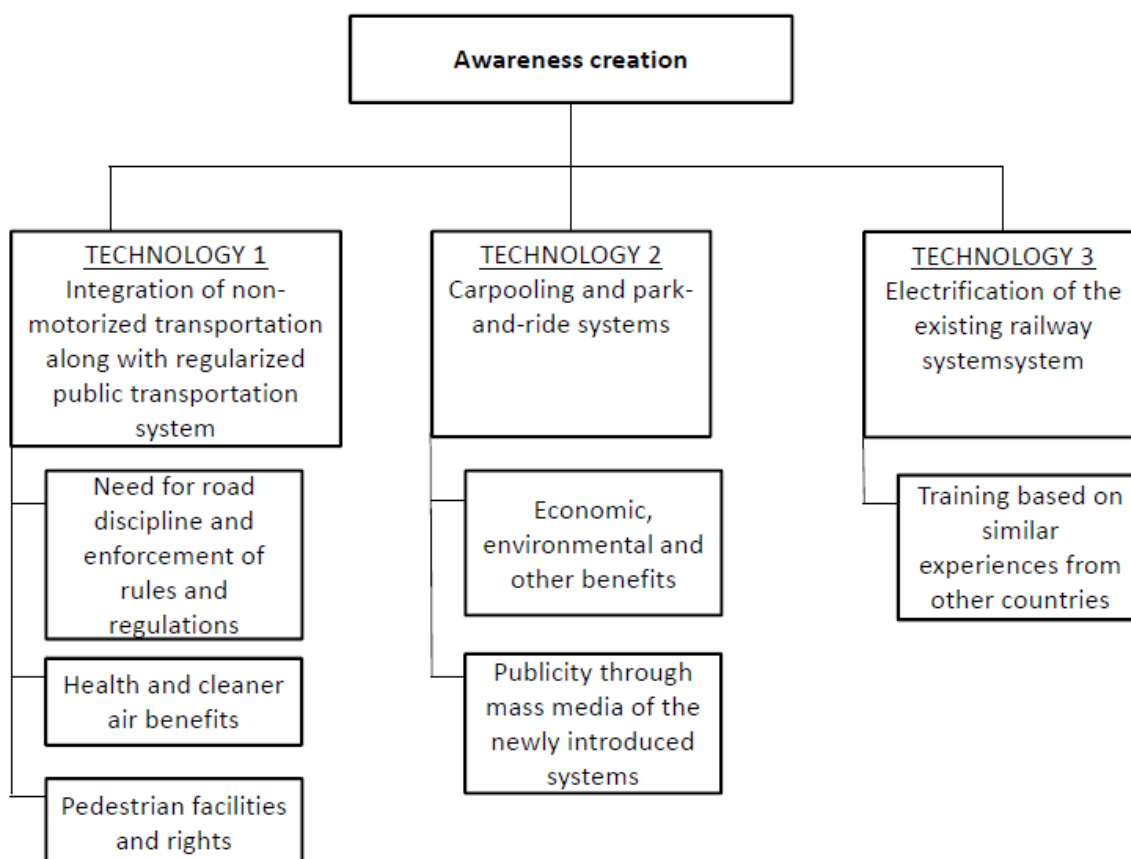 Awareness creation
TECHNOLOGY 1
Integration of non-
motorized transportation
along with regularized
public transportation
system
Need for road
discipline and
enforcement of
rules and
regulations
Health and cleaner
air benefits
Pedestrian facilities
and rights
TECHNOLOGY 2
Carpooling and park-
and-ride systems
Economic,
environmental and
other benefits
Publicity through
mass media of the
newly introduced
systems
TECHNOLOGY 3
Electrification of the
existing railway
systemsystem
Training based on
similar
experiences from
other countries